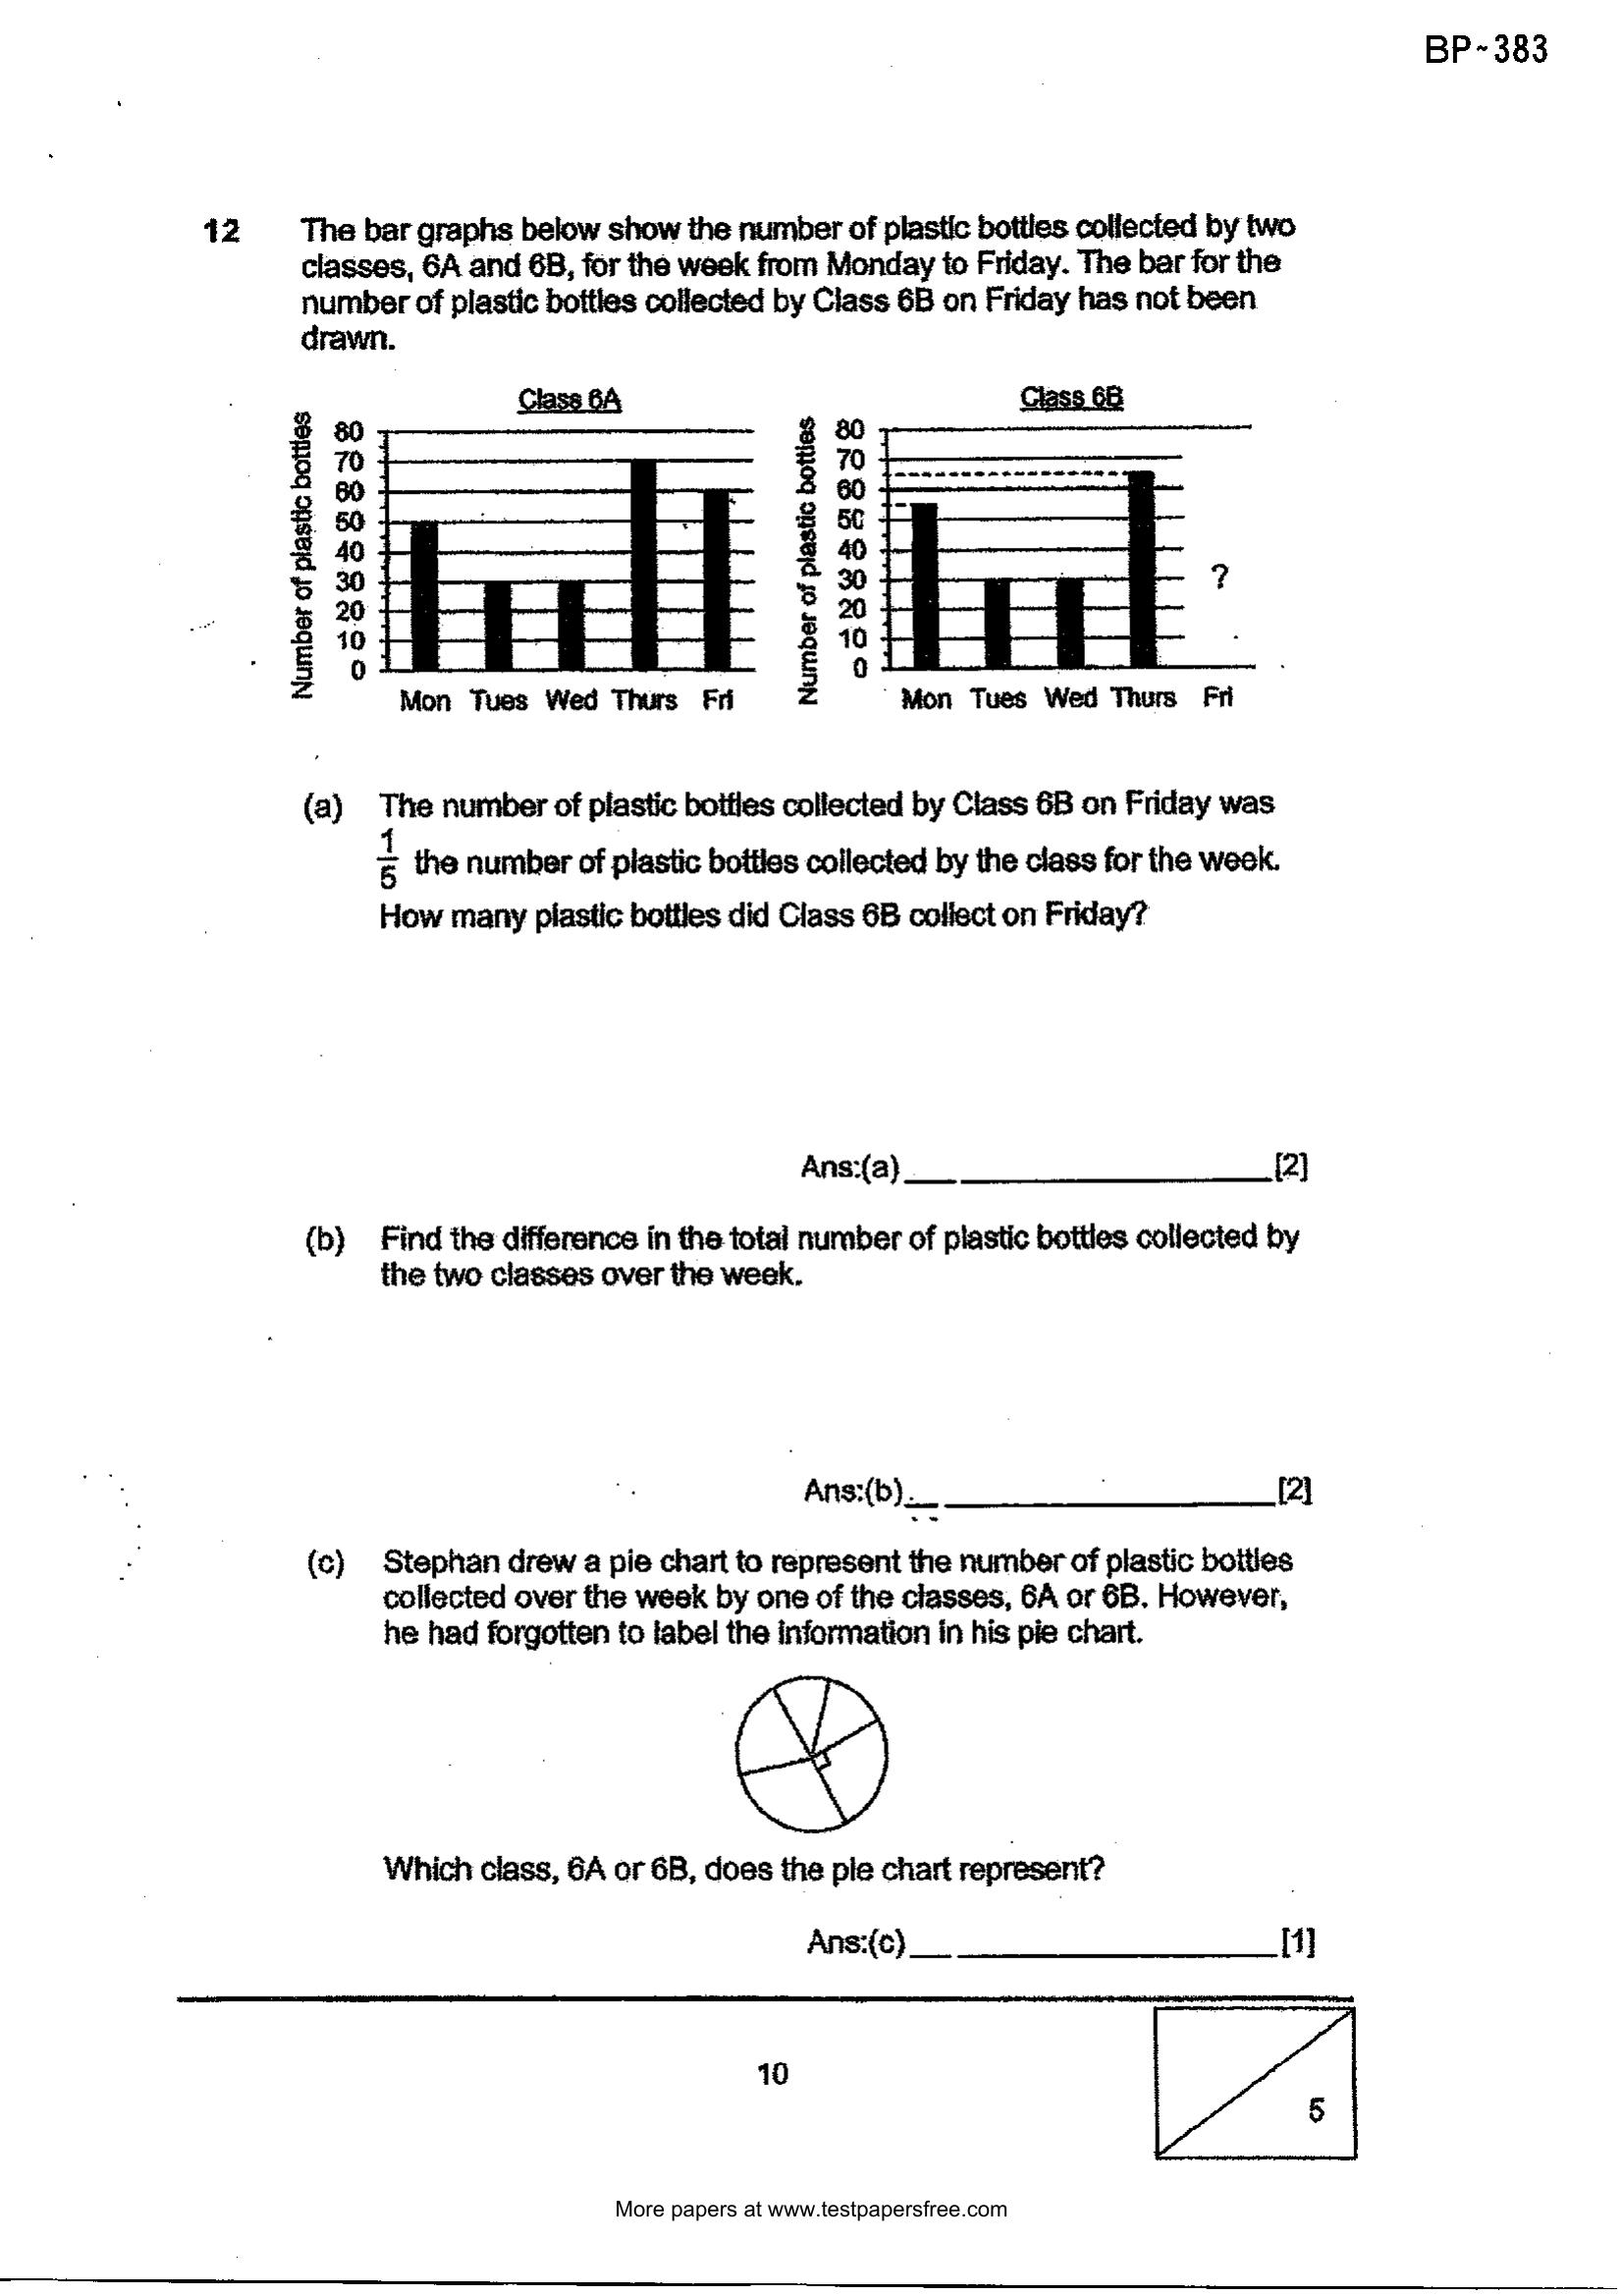 BP~383
12 The bar graphs below show the number of plastic bottles collected by two
classes, 6A and 6B, for the week from Monday to Friday. The bar for the
number of plastic bottles collected by Class 6B on Friday has not been
drawn.
Class 6A
Number of plastic bottles
80
70
60
50
40
30
20
10
0
Mon Tues Wed Thurs Fri
Class 6B
Number of plastic bottles
80
70
60
50
40
30
20
10
0
?
Mon Tues Wed Thurs Fri
(a) The number of plastic bottles collected by Class 6B on Friday was
1/5 the number of plastic bottles collected by the class for the week.
How many plastic bottles did Class 6B collect on Friday?
Ans:(a) [2]
(b) Find the difference in the total number of plastic bottles collected by
the two classes over the week.
Ans:(b) [2]
(c) Stephan drew a pie chart to represent the number of plastic bottles
collected over the week by one of the classes, 6A or 6B. However,
he had forgotten to label the information in his pie chart.
Which class, 6A or 6B, does the pie chart represent?
Ans:(c) [1]
10
5
More papers at www.testpapersfree.com